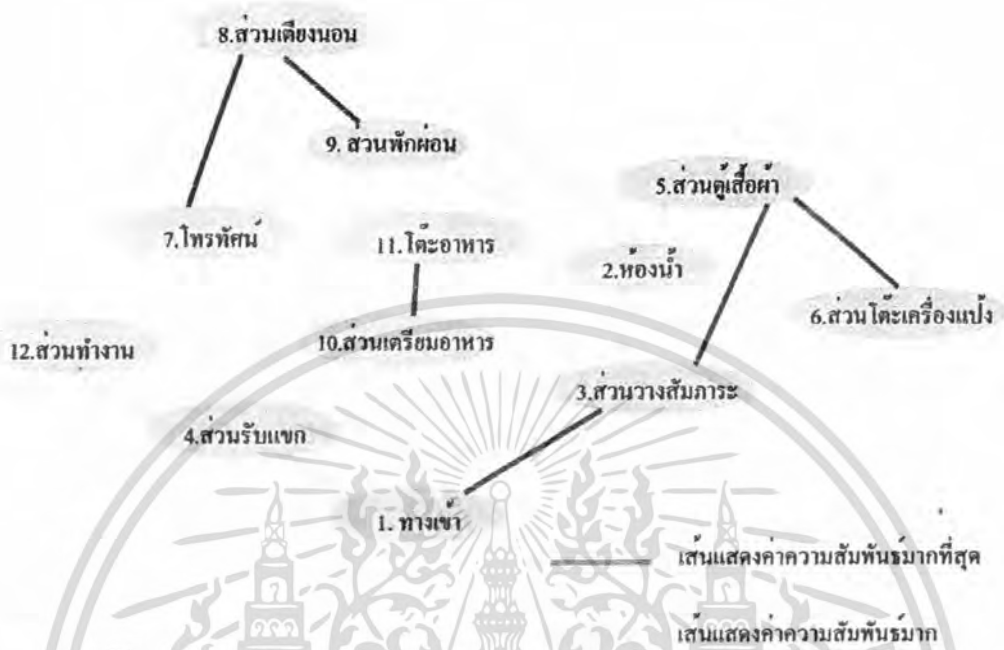 8.ส่วนเตียงนอน
9. ส่วนพักผ่อน
5.ส่วนตู้เสื้อผ้า
7.โทรทัศน์
11.โต๊ะอาหาร
2.ห้องน้ำ
6.ส่วนโต๊ะเครื่องแป้ง
12.ส่วนทำงาน
10.ส่วนเตรียมอาหาร
3.ส่วนวางสัมภาระ
4.ส่วนรับแขก
1. ทางเข้า
เส้นแสดงค่าความสัมพันธ์มากที่สุด
เส้นแสดงค่าความสัมพันธ์มาก